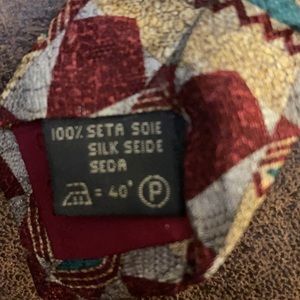 100% SETA SOIE
SILK SEIDE
SEDA
= 40° P